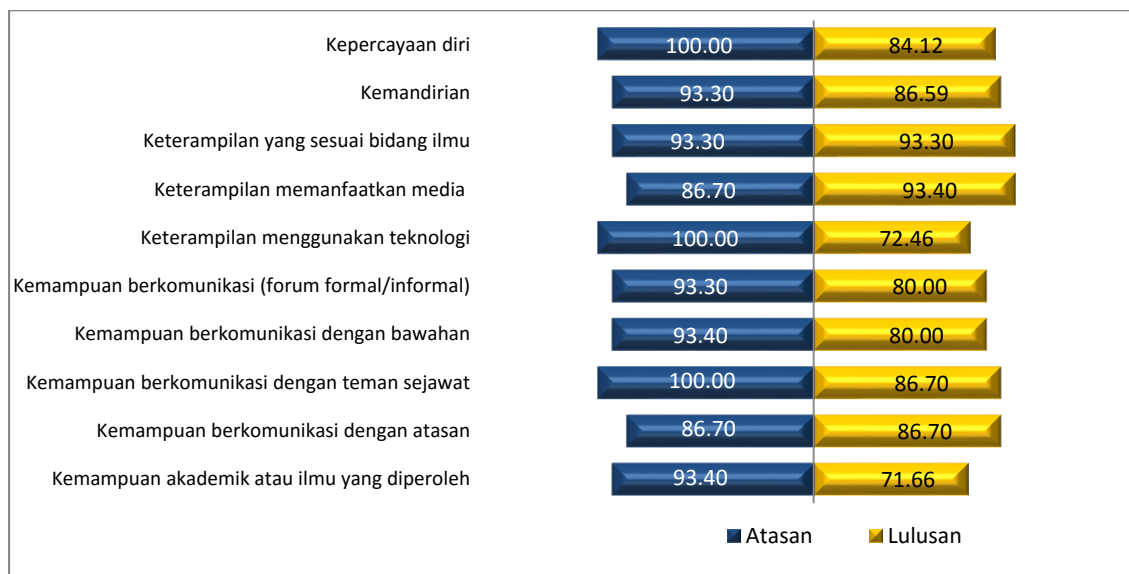 Kepercayaan diri 100.00 84.12
Kemandirian 93.30 86.59
Keterampilan yang sesuai bidang ilmu 93.30 93.30
Keterampilan memanfaatkan media 86.70 93.40
Keterampilan menggunakan teknologi 100.00 72.46
Kemampuan berkomunikasi (forum formal/informal) 93.30 80.00
Kemampuan berkomunikasi dengan bawahan 93.40 80.00
Kemampuan berkomunikasi dengan teman sejawat 100.00 86.70
Kemampuan berkomunikasi dengan atasan 86.70 86.70
Kemampuan akademik atau ilmu yang diperoleh 93.40 71.66
Atasan Lulusan